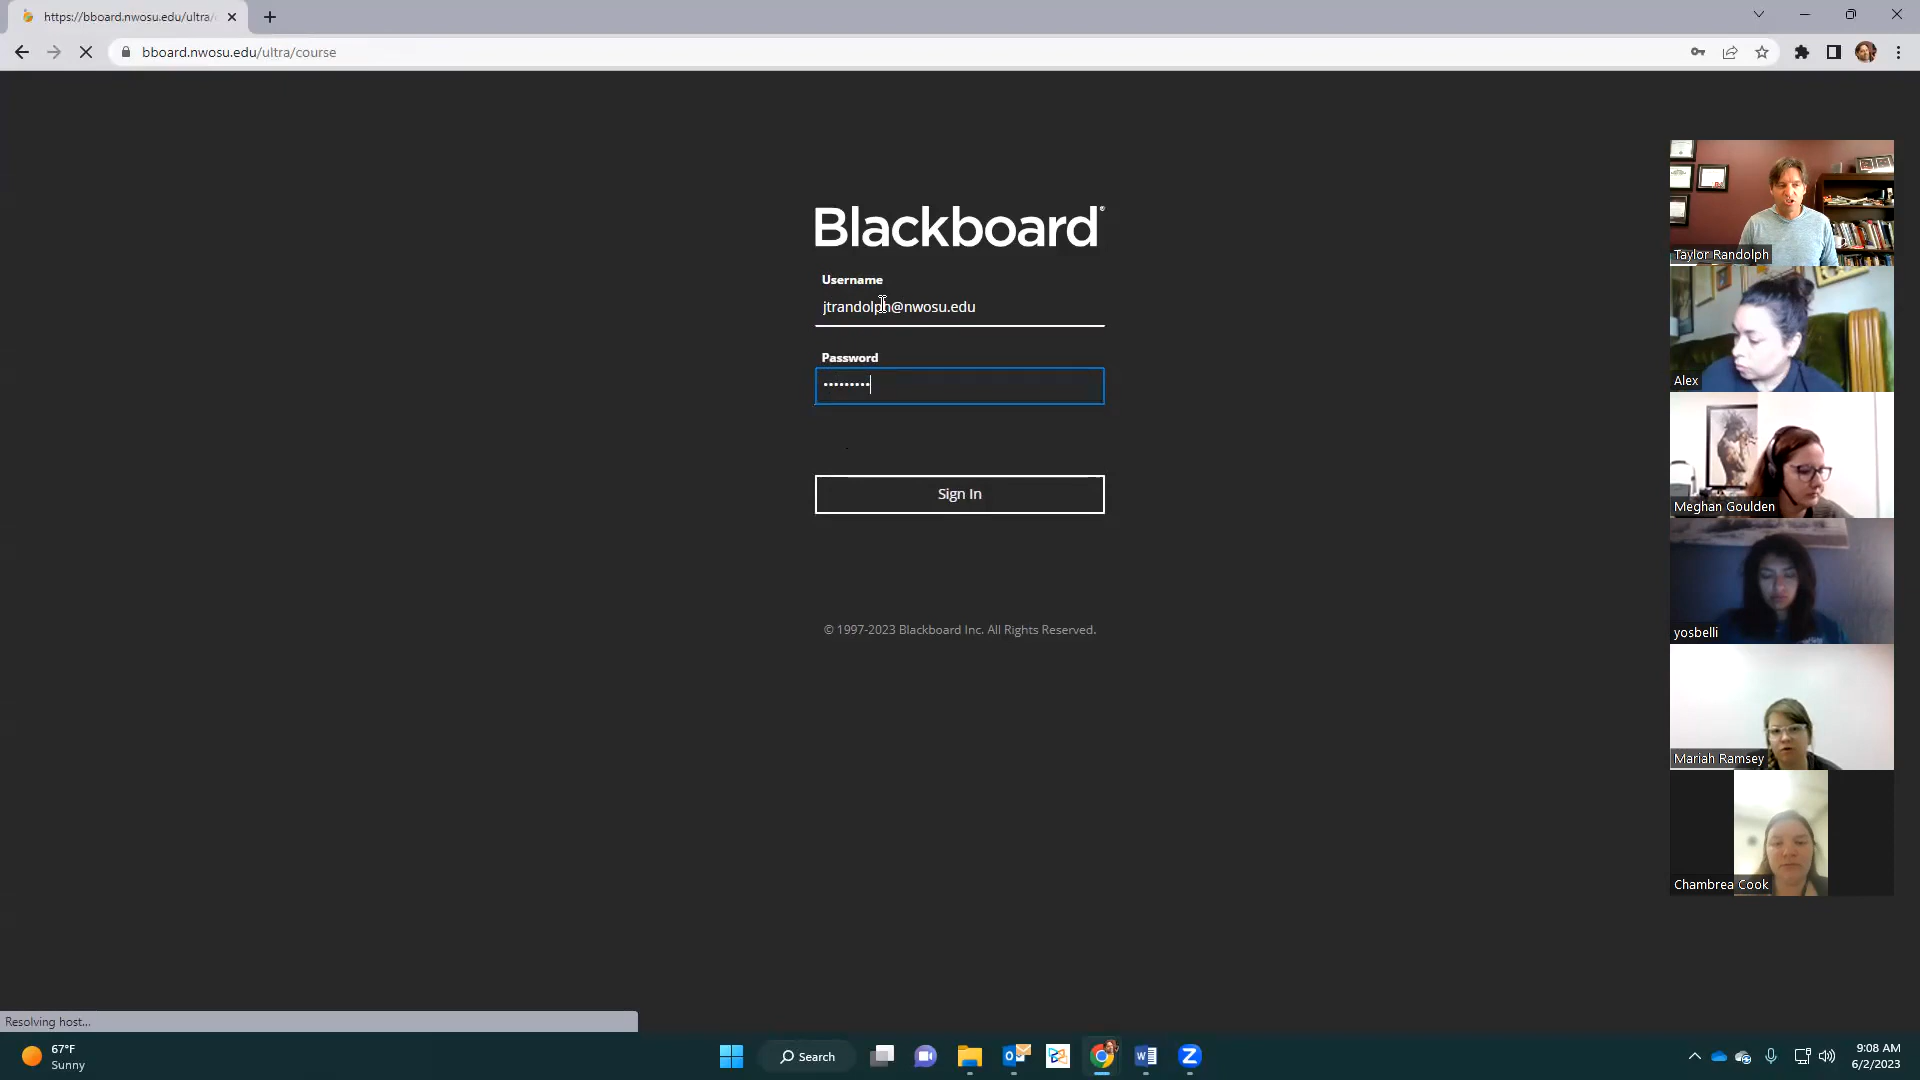 https://bboard.nwosu.edu/ultra/
bboard.nwosu.edu/ultra/course
Blackboard®
Username
jtrandolph@nwosu.edu
Password
•••••••••
Sign In
© 1997-2023 Blackboard Inc. All Rights Reserved.
Taylor Randolph
Alex
Meghan Goulden
yosbelli
Mariah Ramsey
Chambrea Cook
Resolving host...
67°F
Sunny
Search
9:08 AM
6/2/2023